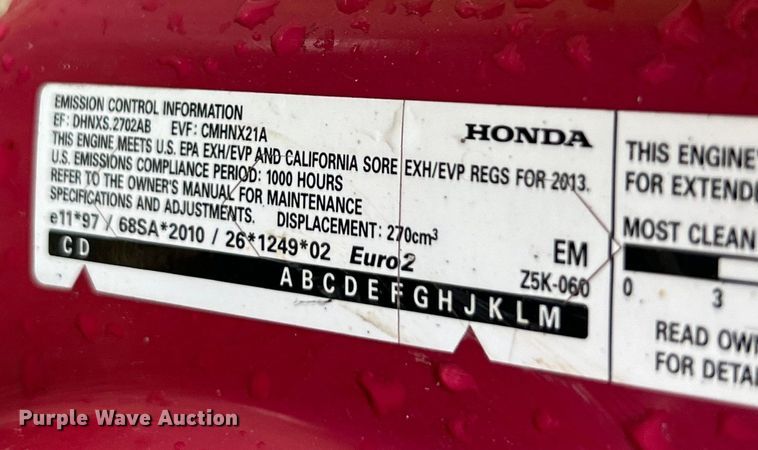 EMISSION CONTROL INFORMATION
EF: DHNXS.2702AB EVF: CMHNX21A
HONDA
THIS ENGINE MEETS U.S. EPA EXH/EVP AND CALIFORNIA SORE EXH/EVP REGS FOR 2013.
U.S. EMISSIONS COMPLIANCE PERIOD: 1000 HOURS
REFER TO THE OWNER'S MANUAL FOR MAINTENANCE
SPECIFICATIONS AND ADJUSTMENTS. DISPLACEMENT: 270cm³
e11*97 / 68SA*2010 / 26*1249*02 Euro2
EM
Z5K-060
C D
A B C D E F G H J K L M
THIS ENGINE
FOR EXTENDE
MOST CLEAN
0 3
READ OW
FOR DETA
Purple Wave Auction